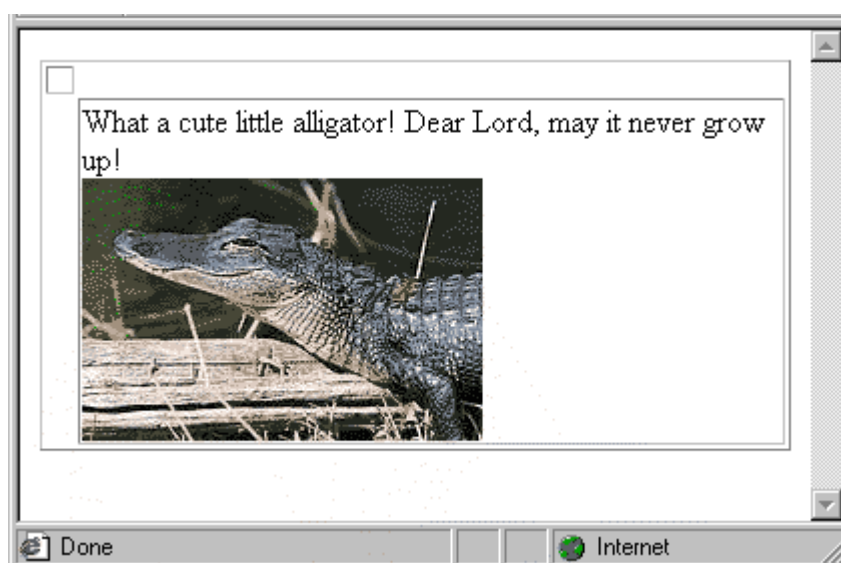 What a cute little alligator! Dear Lord, may it never grow
up!
Done
Internet